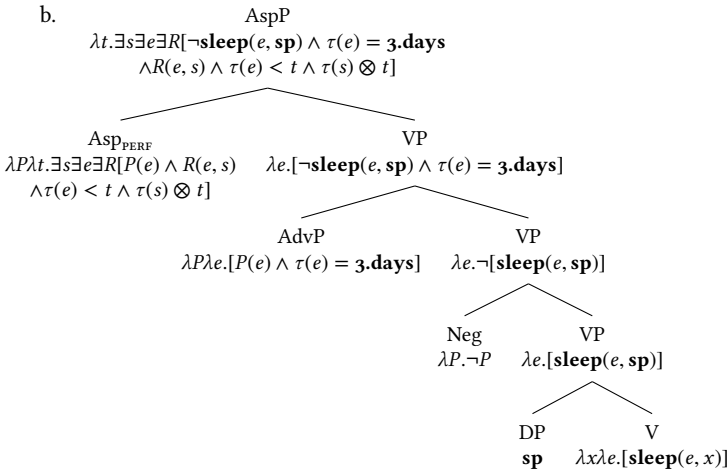 b.
AspP
λt.∃s∃e∃R[¬sleep(e, sp) ∧ τ(e) = 3.days
∧R(e, s) ∧ τ(e) < t ∧ τ(s) ⊗ t]
AspPERF VP
λPλt.∃s∃e∃R[P(e) ∧ R(e, s) λe.[¬sleep(e, sp) ∧ τ(e) = 3.days]
∧τ(e) < t ∧ τ(s) ⊗ t]
AdvP VP
λPλe.[P(e) ∧ τ(e) = 3.days] λe.¬[sleep(e, sp)]
Neg VP
λP.¬P λe.[sleep(e, sp)]
DP V
sp λxλe.[sleep(e, x)]